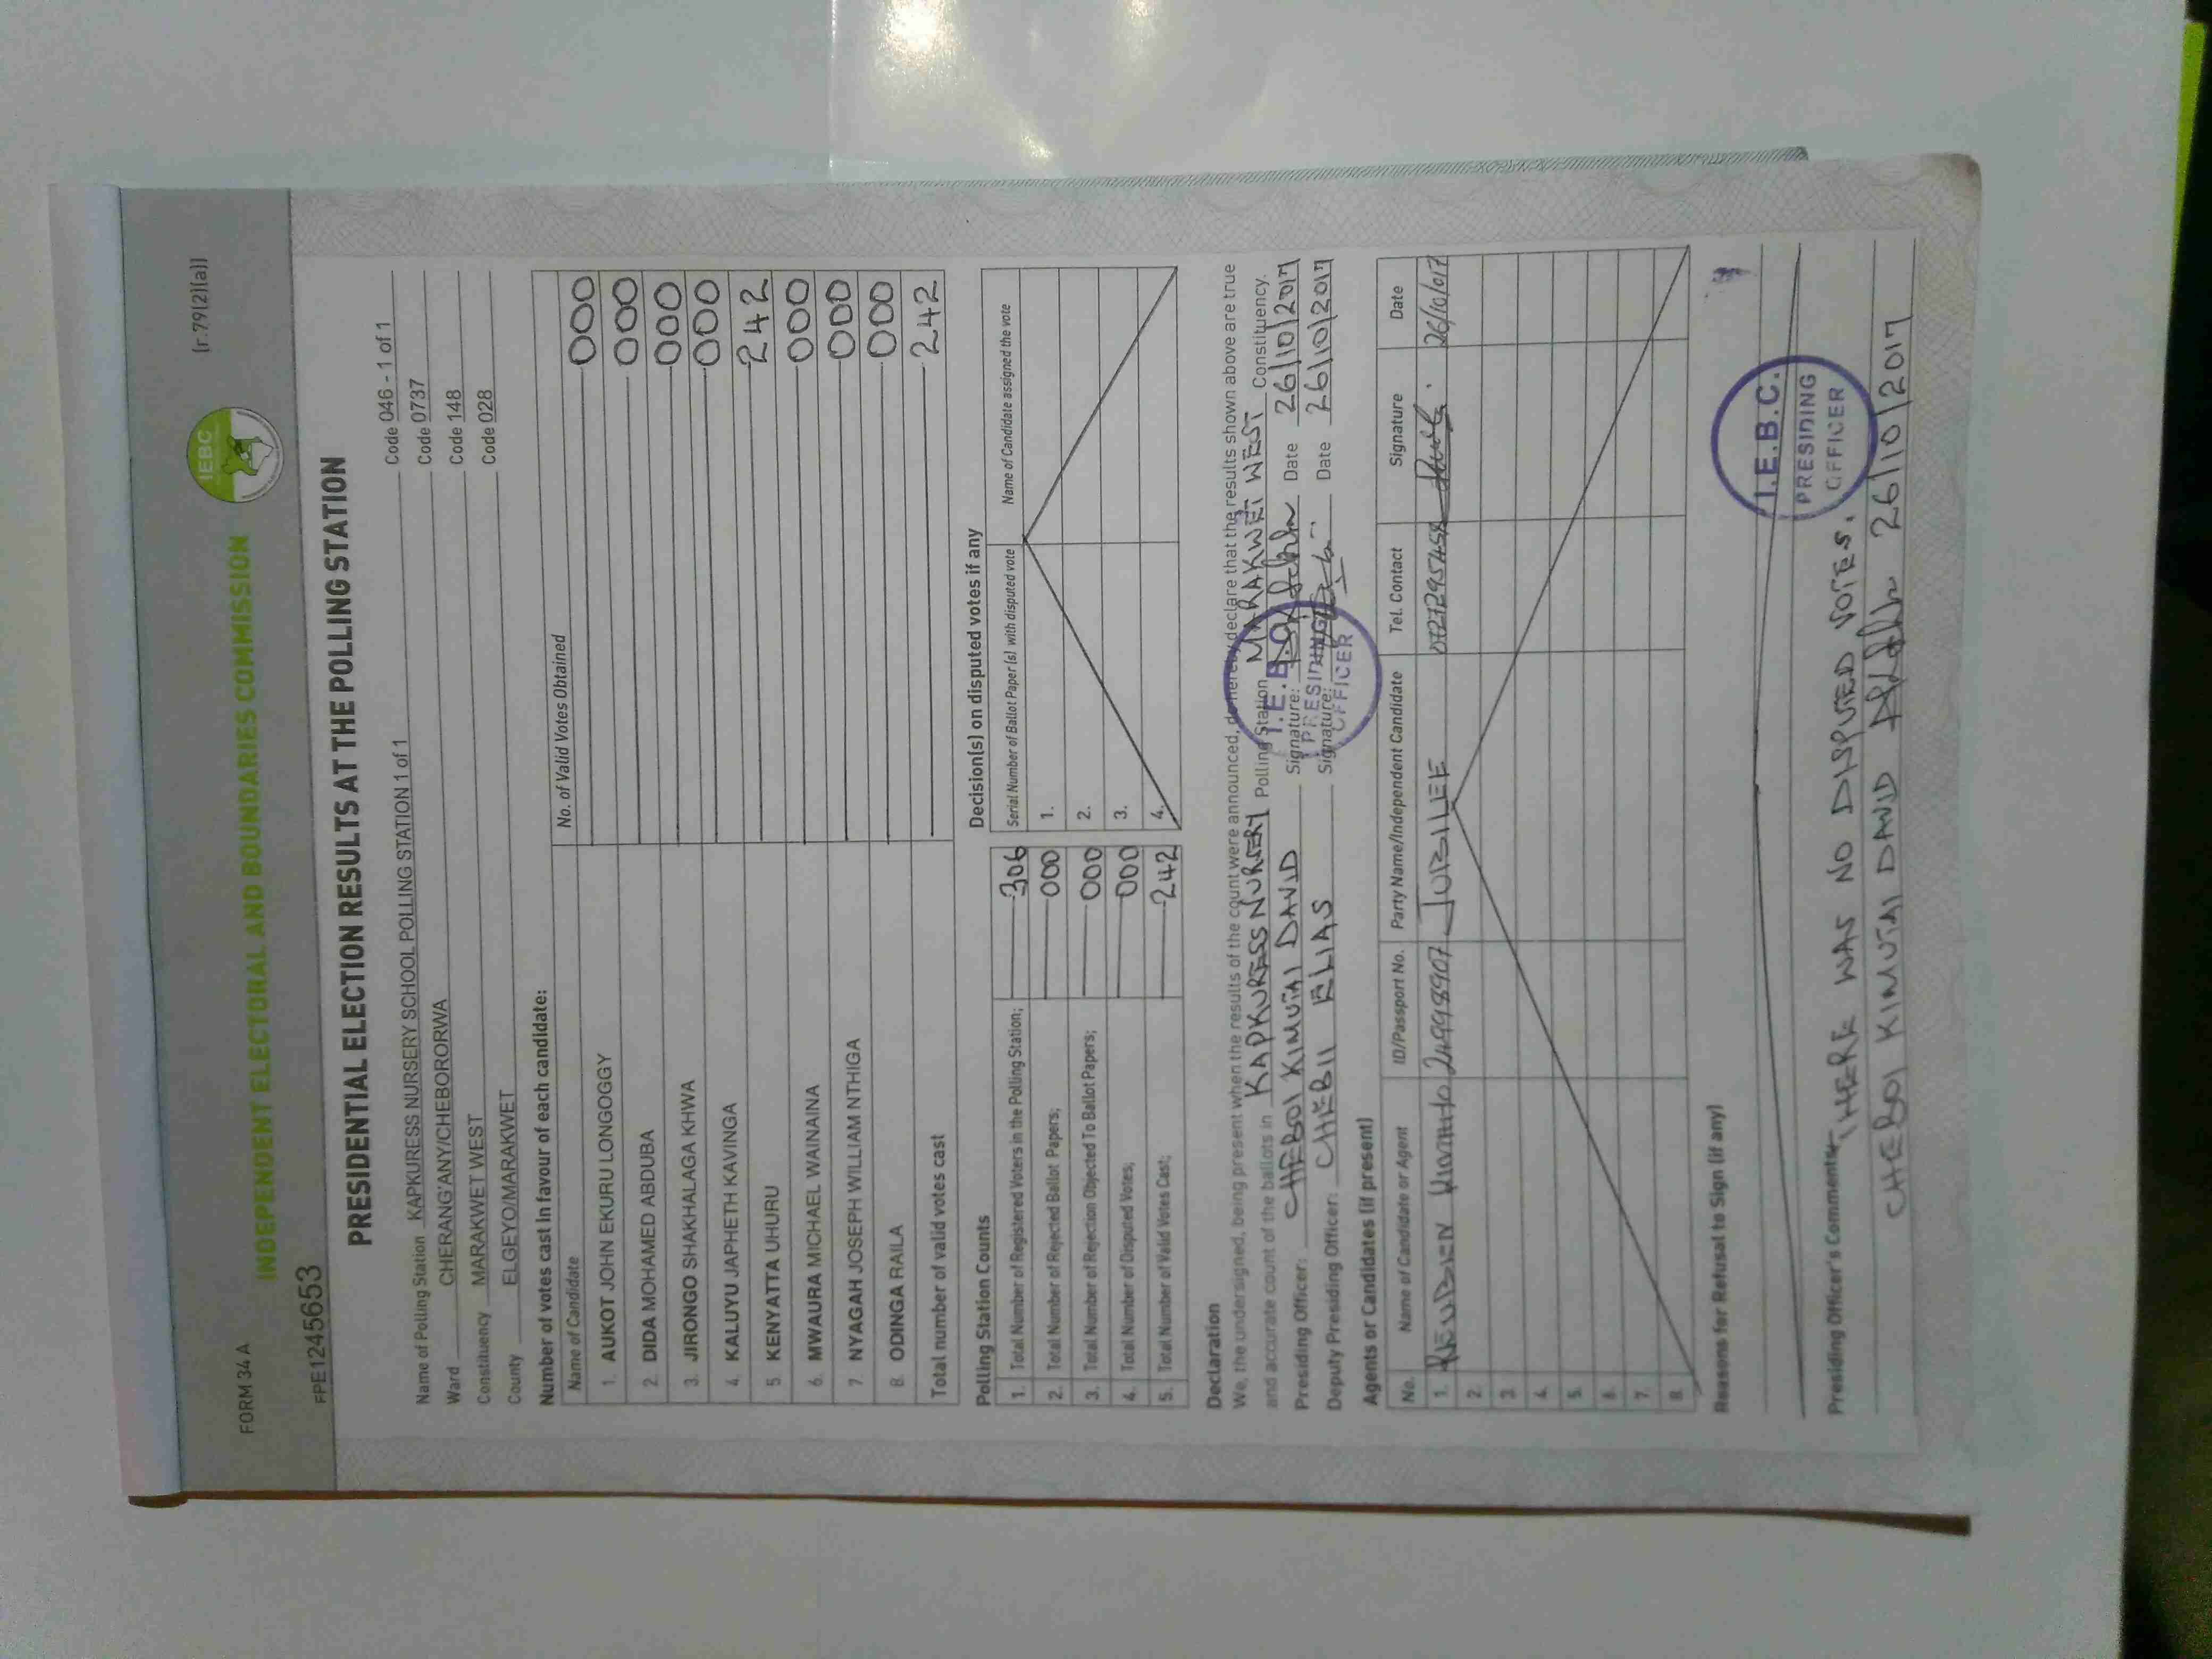 FORM 34 A
(r.79(2)(a))
IEBC
INDEPENDENT ELECTORAL AND BOUNDARIES COMMISSION
FPE1245653
PRESIDENTIAL ELECTION RESULTS AT THE POLLING STATION
Name of Polling Station KAPKURESS NURSERY SCHOOL POLLING STATION 1 of 1 Code 046 - 1 of 1
Ward CHERANG'ANY/CHEBORORWA Code 0737
Constituency MARAKWET WEST Code 148
County ELGEYO/MARAKWET Code 028
Number of votes cast in favour of each candidate:
Name of Candidate No. of Valid Votes Obtained
1. AUKOT JOHN EKURU LONGOGGY 000
2. DIDA MOHAMED ABDUBA 000
3. JIRONGO SHAKHALAGA KHWA 000
4. KALUYU JAPHETH KAVINGA 000
5. KENYATTA UHURU 242
6. MWAURA MICHAEL WAINAINA 000
7. NYAGAH JOSEPH WILLIAM NTHIGA 000
8. ODINGA RAILA 000
Total number of valid votes cast 242
Polling Station Counts
1. Total Number of Registered Voters in the Polling Station; 306
2. Total Number of Rejected Ballot Papers; 000
3. Total Number of Rejection Objected To Ballot Papers; 000
4. Total Number of Disputed Votes; 000
5. Total Number of Valid Votes Cast; 242
Decision(s) on disputed votes if any
Serial Number of Ballot Paper(s) with disputed vote Name of Candidate assigned the vote
1.
2.
3.
4.
Declaration
We, the undersigned, being present when the results of the count were announced, do hereby declare that the results shown above are true
and accurate count of the ballots in KAPKURESS NURSERY Polling Station MARAKWET WEST Constituency.
Presiding Officer: CHEBOI KIMUTAI DAVID Signature: Date 26/10/2017
Deputy Presiding Officer: CHEBII ELIAS Signature: Date 26/10/2017
I.E.B.C.
PRESIDING
OFFICER
Agents or Candidates (if present)
No. Name of Candidate or Agent ID/Passport No. Party Name/Independent Candidate Tel. Contact Signature Date
1. REUBEN 24998907 JUBILEE 26/10/017
2.
3.
4.
5.
6.
7.
8.
Reasons for Refusal to Sign (if any)
I.E.B.C.
PRESIDING
OFFICER
Presiding Officer's Comments
THERE WAS NO DISPUTED VOTES.
CHEBOI KIMUTAI DAVID 26/10/2017